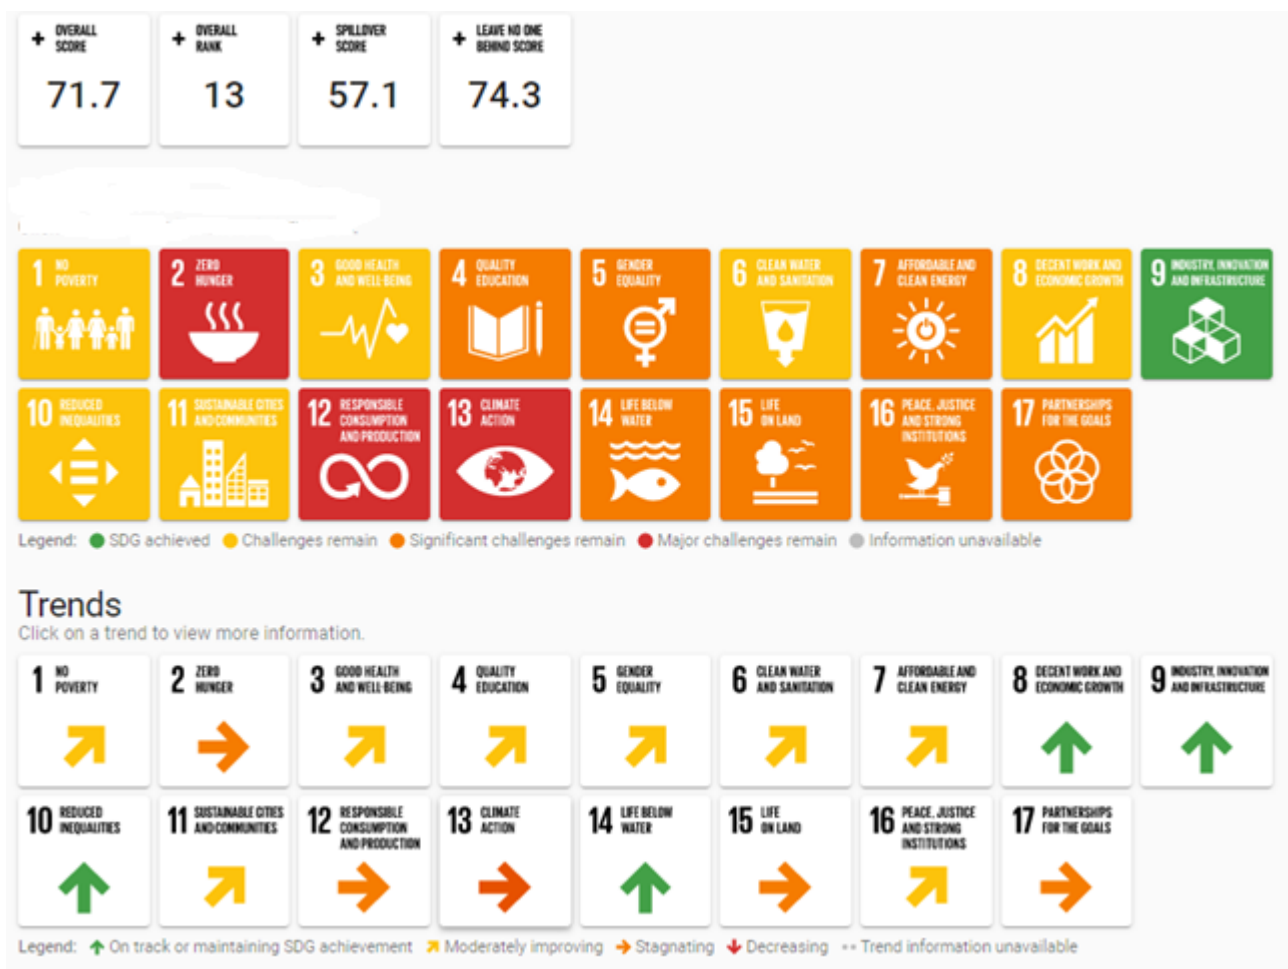 + OVERALL SCORE
71.7
+ OVERALL RANK
13
+ SPILLOVER SCORE
57.1
+ LEAVE NO ONE BEHIND SCORE
74.3
1 NO POVERTY
2 ZERO HUNGER
3 GOOD HEALTH AND WELL-BEING
4 QUALITY EDUCATION
5 GENDER EQUALITY
6 CLEAN WATER AND SANITATION
7 AFFORDABLE AND CLEAN ENERGY
8 DECENT WORK AND ECONOMIC GROWTH
9 INDUSTRY, INNOVATION AND INFRASTRUCTURE
10 REDUCED INEQUALITIES
11 SUSTAINABLE CITIES AND COMMUNITIES
12 RESPONSIBLE CONSUMPTION AND PRODUCTION
13 CLIMATE ACTION
14 LIFE BELOW WATER
15 LIFE ON LAND
16 PEACE, JUSTICE AND STRONG INSTITUTIONS
17 PARTNERSHIPS FOR THE GOALS
Legend: SDG achieved Challenges remain Significant challenges remain Major challenges remain Information unavailable
Trends
Click on a trend to view more information.
1 NO POVERTY
2 ZERO HUNGER
3 GOOD HEALTH AND WELL-BEING
4 QUALITY EDUCATION
5 GENDER EQUALITY
6 CLEAN WATER AND SANITATION
7 AFFORDABLE AND CLEAN ENERGY
8 DECENT WORK AND ECONOMIC GROWTH
9 INDUSTRY, INNOVATION AND INFRASTRUCTURE
10 REDUCED INEQUALITIES
11 SUSTAINABLE CITIES AND COMMUNITIES
12 RESPONSIBLE CONSUMPTION AND PRODUCTION
13 CLIMATE ACTION
14 LIFE BELOW WATER
15 LIFE ON LAND
16 PEACE, JUSTICE AND STRONG INSTITUTIONS
17 PARTNERSHIPS FOR THE GOALS
Legend: On track or maintaining SDG achievement Moderately improving Stagnating Decreasing •• Trend information unavailable